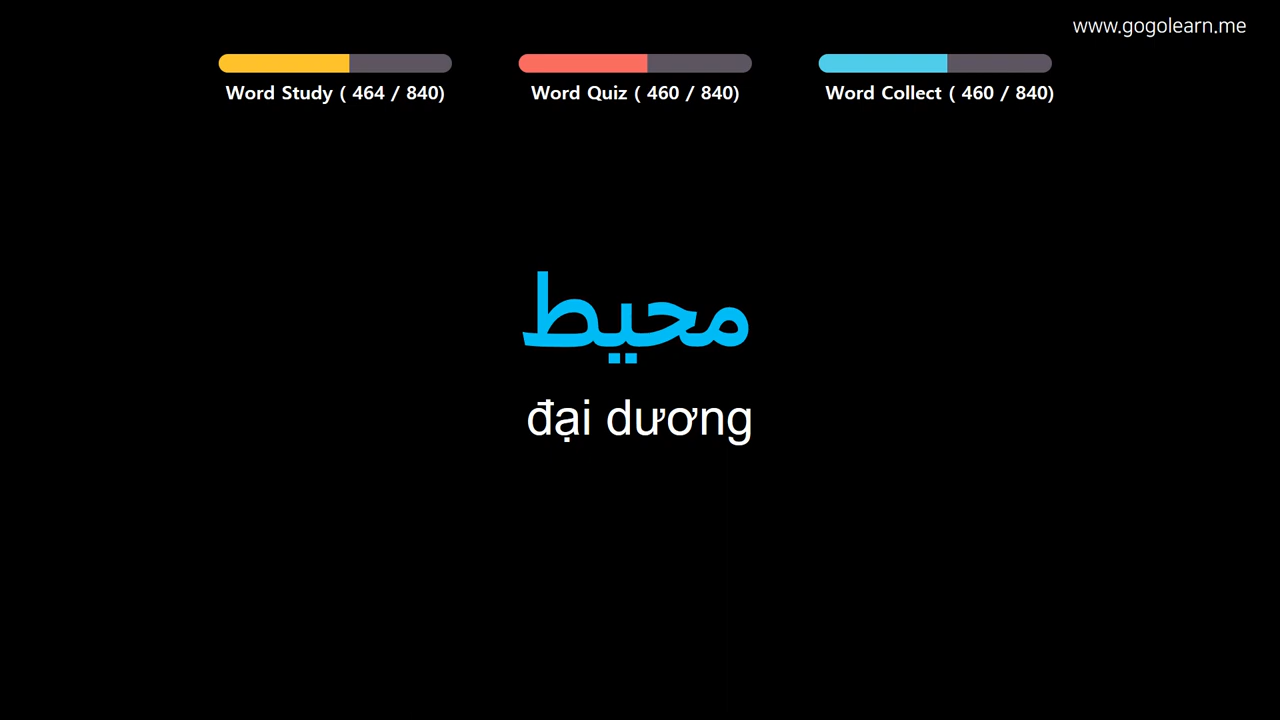 www.gogolearn.me
Word Study ( 464 / 840)
Word Quiz ( 460 / 840)
Word Collect ( 460 / 840)
محيط
đại dương